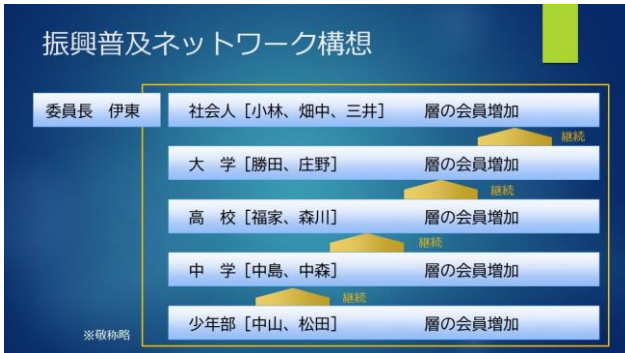 振興普及ネットワーク構想
委員長　伊東
社会人［小林、畑中、三井］　層の会員増加
継続
大　学［勝田、庄野］　層の会員増加
継続
高　校［福家、森川］　層の会員増加
継続
中　学［中島、中森］　層の会員増加
継続
少年部［中山、松田］　層の会員増加
※敬称略